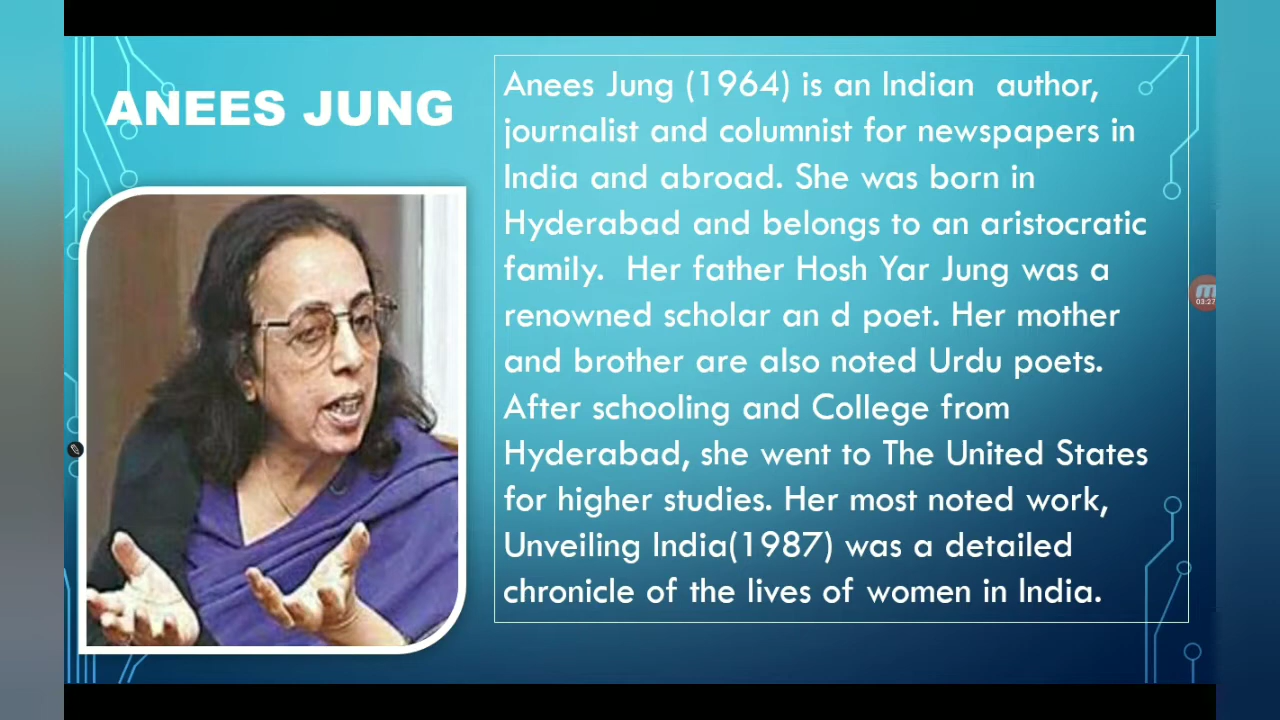 ANEES JUNG
Anees Jung (1964) is an Indian  author,
journalist and columnist for newspapers in
India and abroad. She was born in
Hyderabad and belongs to an aristocratic
family.  Her father Hosh Yar Jung was a
renowned scholar an d poet. Her mother
and brother are also noted Urdu poets.
After schooling and College from
Hyderabad, she went to The United States
for higher studies. Her most noted work,
Unveiling India(1987) was a detailed
chronicle of the lives of women in India.
03:27